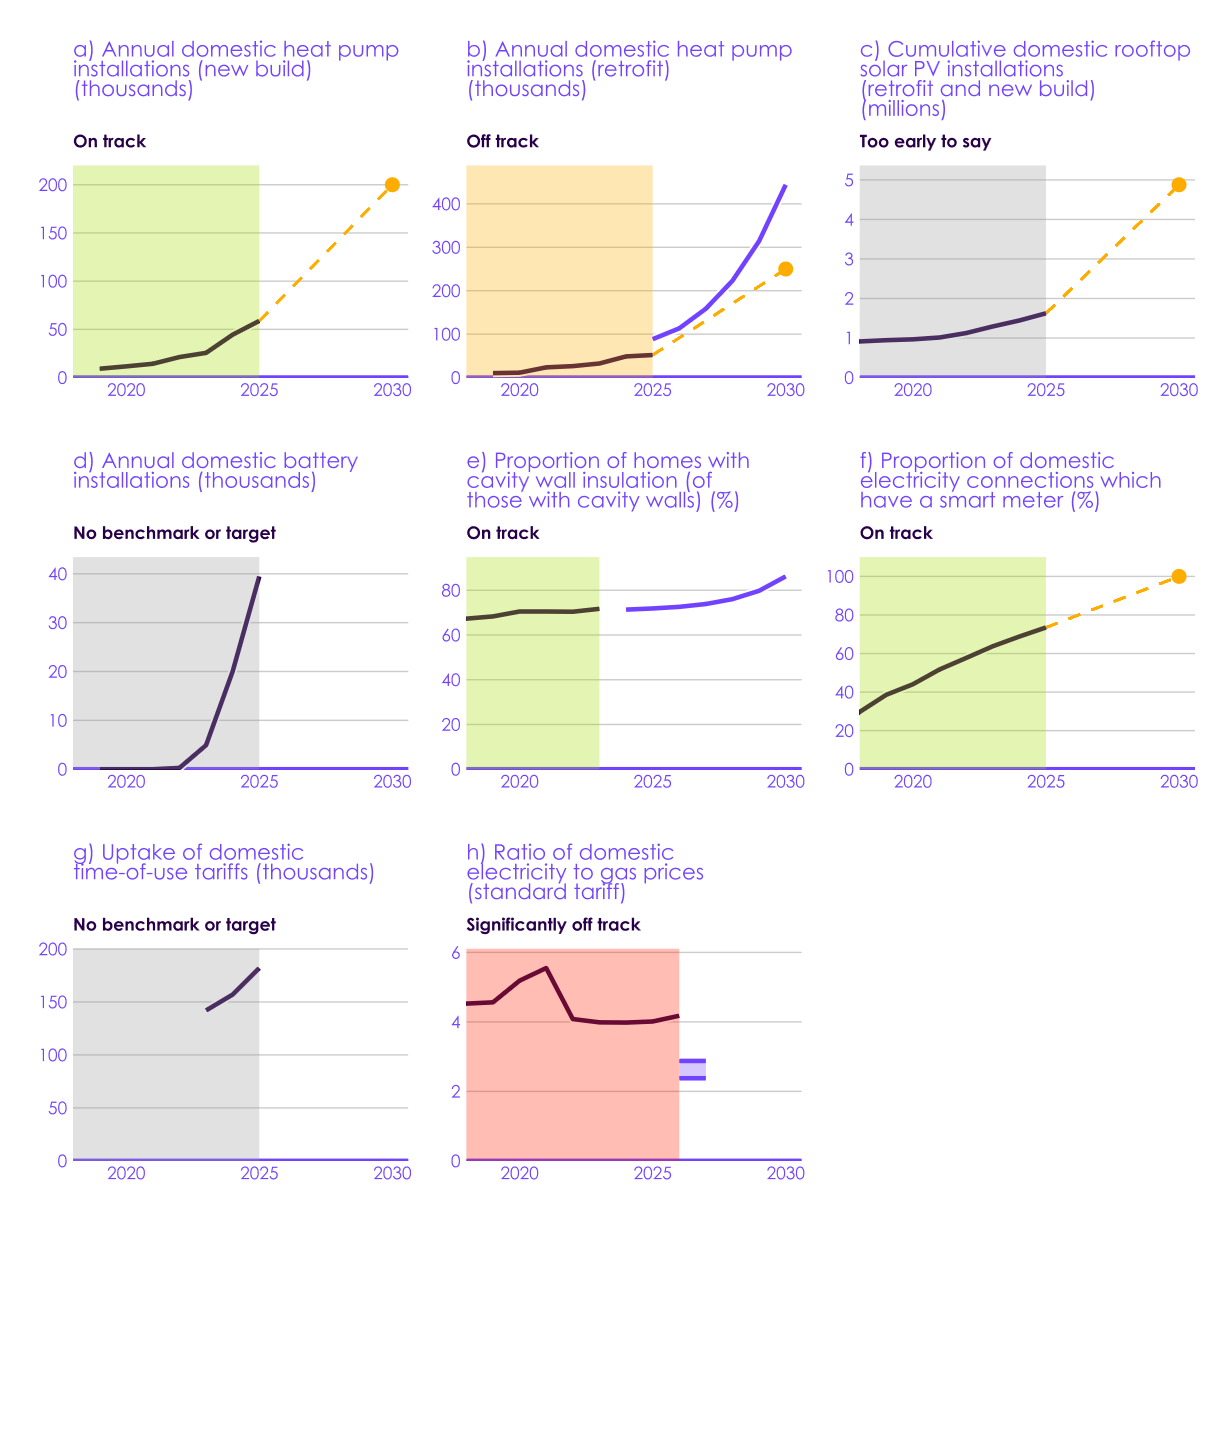 a) Annual domestic heat pump
installations (new build)
(thousands)
On track
200
150
100
50
0
2020
2025
2030
b) Annual domestic heat pump
installations (retrofit)
(thousands)
Off track
400
300
200
100
0
2020
2025
2030
c) Cumulative domestic rooftop
solar PV installations
(retrofit and new build)
(millions)
Too early to say
5
4
3
2
1
0
2020
2025
2030
d) Annual domestic battery
installations (thousands)
No benchmark or target
40
30
20
10
0
2020
2025
2030
e) Proportion of homes with
cavity wall insulation (of
those with cavity walls) (%)
On track
80
60
40
20
0
2020
2025
2030
f) Proportion of domestic
electricity connections which
have a smart meter (%)
On track
100
80
60
40
20
0
2020
2025
2030
g) Uptake of domestic
time-of-use tariffs (thousands)
No benchmark or target
200
150
100
50
0
2020
2025
2030
h) Ratio of domestic
electricity to gas prices
(standard tariff)
Significantly off track
6
4
2
0
2020
2025
2030